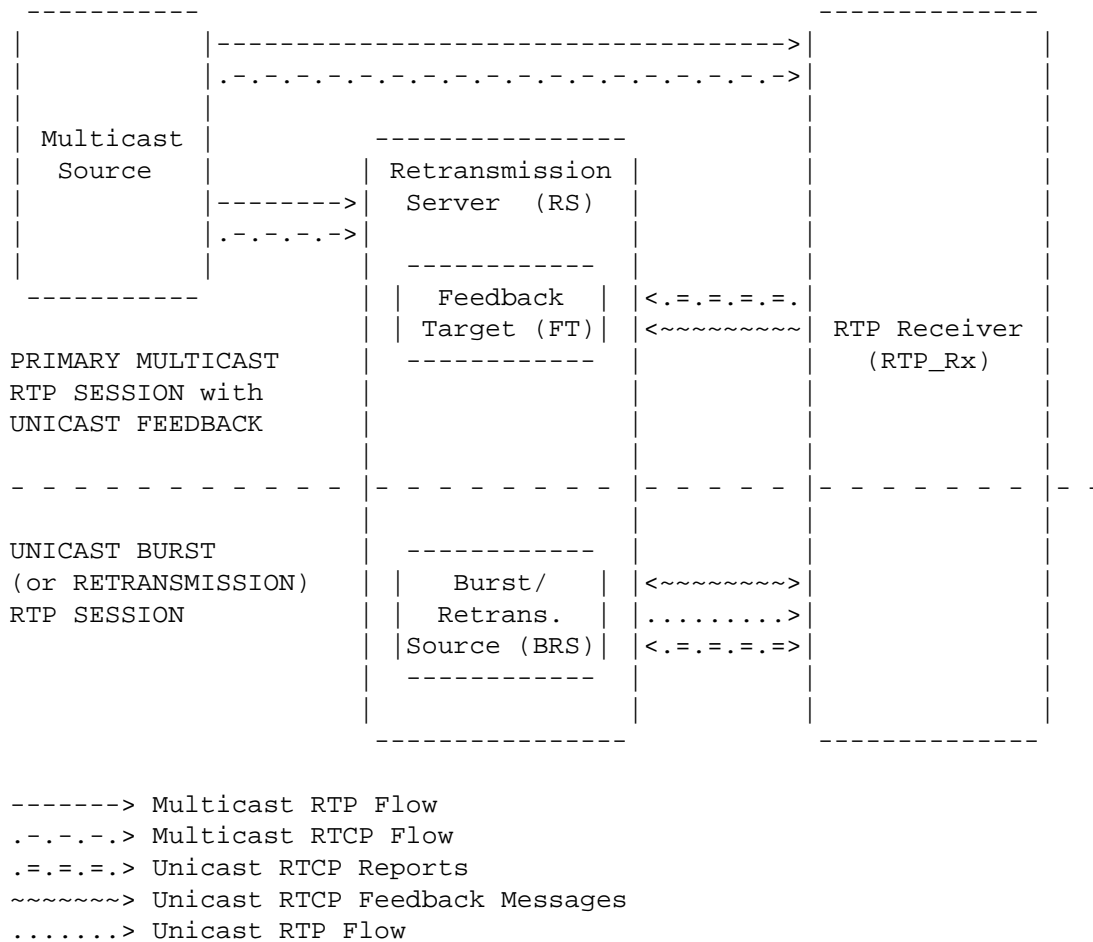 Multicast
Source
Retransmission
Server (RS)
Feedback
Target (FT)
RTP Receiver
(RTP_Rx)
PRIMARY MULTICAST
RTP SESSION with
UNICAST FEEDBACK
UNICAST BURST
(or RETRANSMISSION)
RTP SESSION
Burst/
Retrans.
Source (BRS)
-------> Multicast RTP Flow
.-.-.-.> Multicast RTCP Flow
.=.=.=.> Unicast RTCP Reports
~~~~~~~> Unicast RTCP Feedback Messages
.......> Unicast RTP Flow